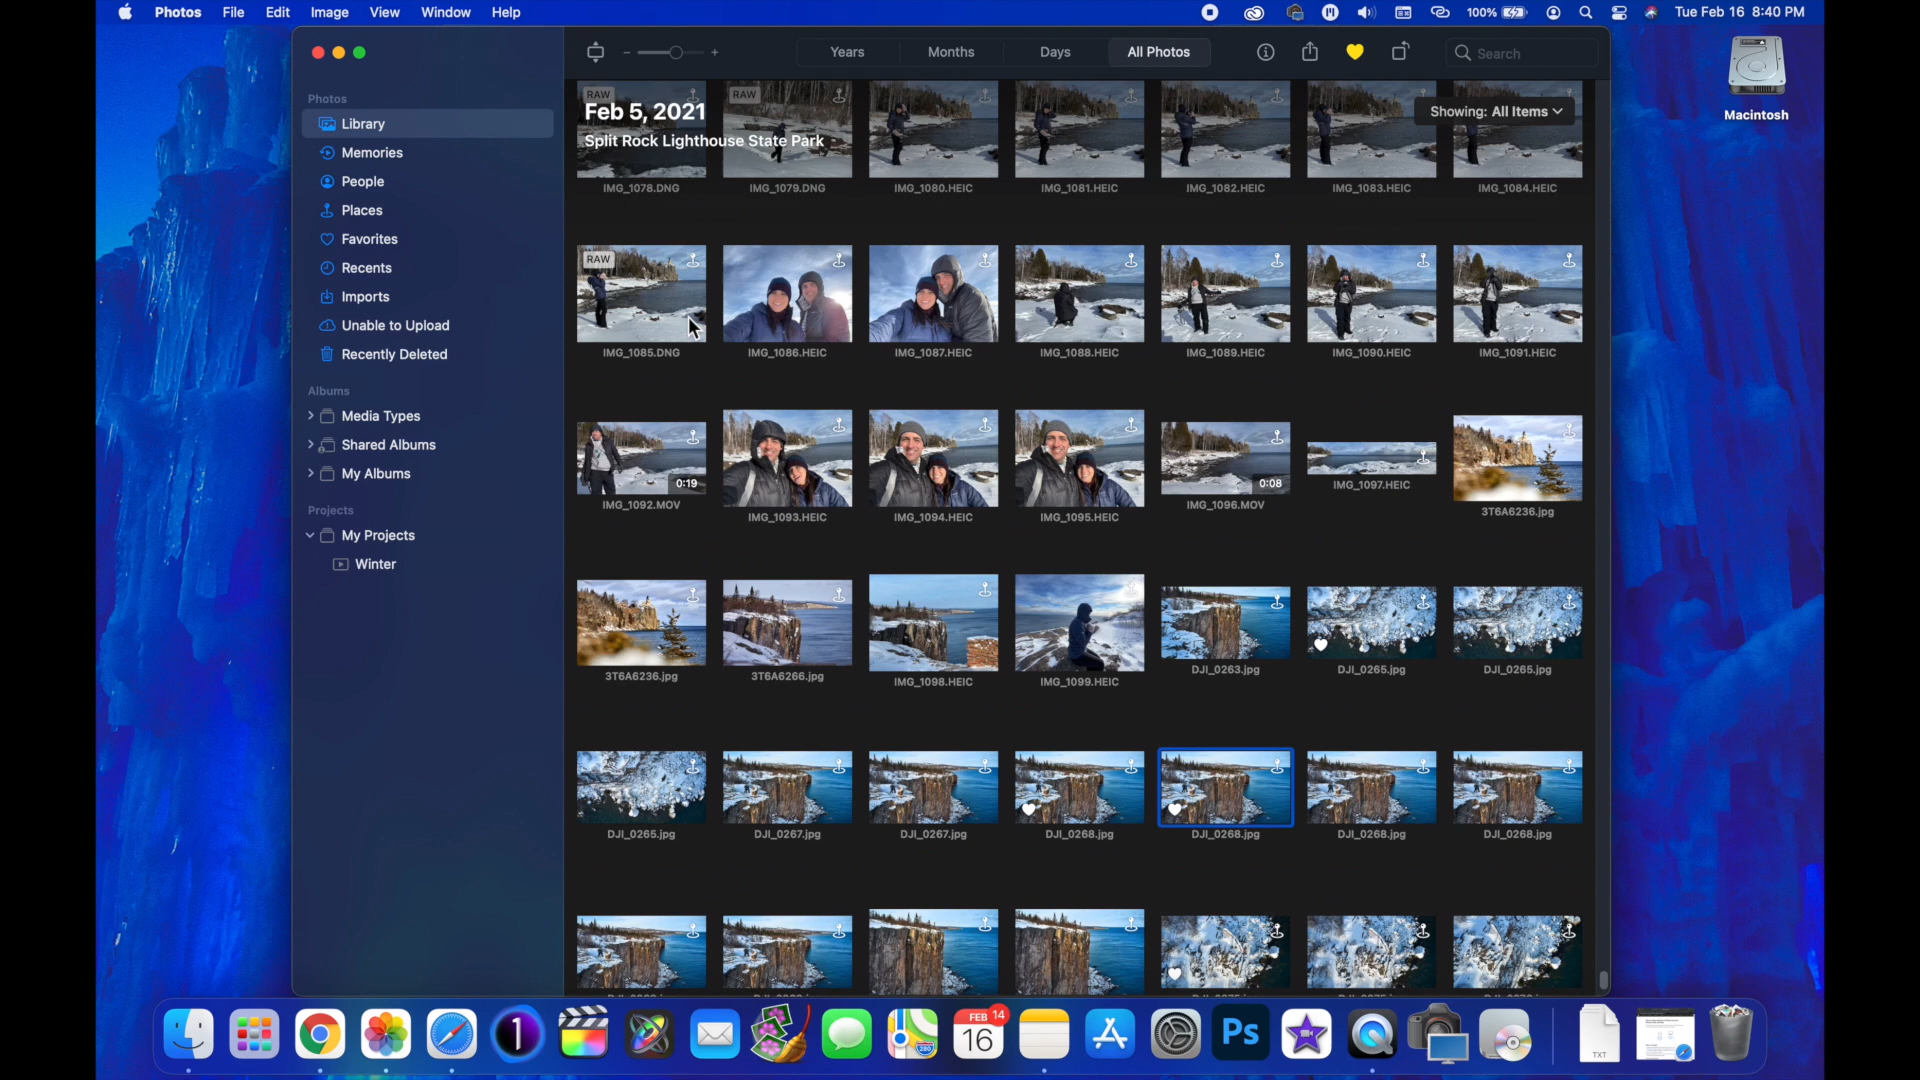 Photos File Edit Image View Window Help 100% Tue Feb 16 8:40 PM
Years Months Days All Photos Search
Macintosh
Photos
Library
Memories
People
Places
Favorites
Recents
Imports
Unable to Upload
Recently Deleted
Albums
Media Types
Shared Albums
My Albums
Projects
My Projects
Winter
RAW RAW
Feb 5, 2021
Split Rock Lighthouse State Park
Showing: All Items
IMG_1078.DNG IMG_1079.DNG IMG_1080.HEIC IMG_1081.HEIC IMG_1082.HEIC IMG_1083.HEIC IMG_1084.HEIC
RAW
IMG_1085.DNG IMG_1086.HEIC IMG_1087.HEIC IMG_1088.HEIC IMG_1089.HEIC IMG_1090.HEIC IMG_1091.HEIC
0:19 0:08
IMG_1092.MOV IMG_1093.HEIC IMG_1094.HEIC IMG_1095.HEIC IMG_1096.MOV IMG_1097.HEIC 3T6A6236.jpg
3T6A6236.jpg 3T6A6266.jpg IMG_1098.HEIC IMG_1099.HEIC DJI_0263.jpg DJI_0265.jpg DJI_0265.jpg
DJI_0265.jpg DJI_0267.jpg DJI_0267.jpg DJI_0268.jpg DJI_0268.jpg DJI_0268.jpg DJI_0268.jpg
1
FEB 14
16
280
Ps
TXT